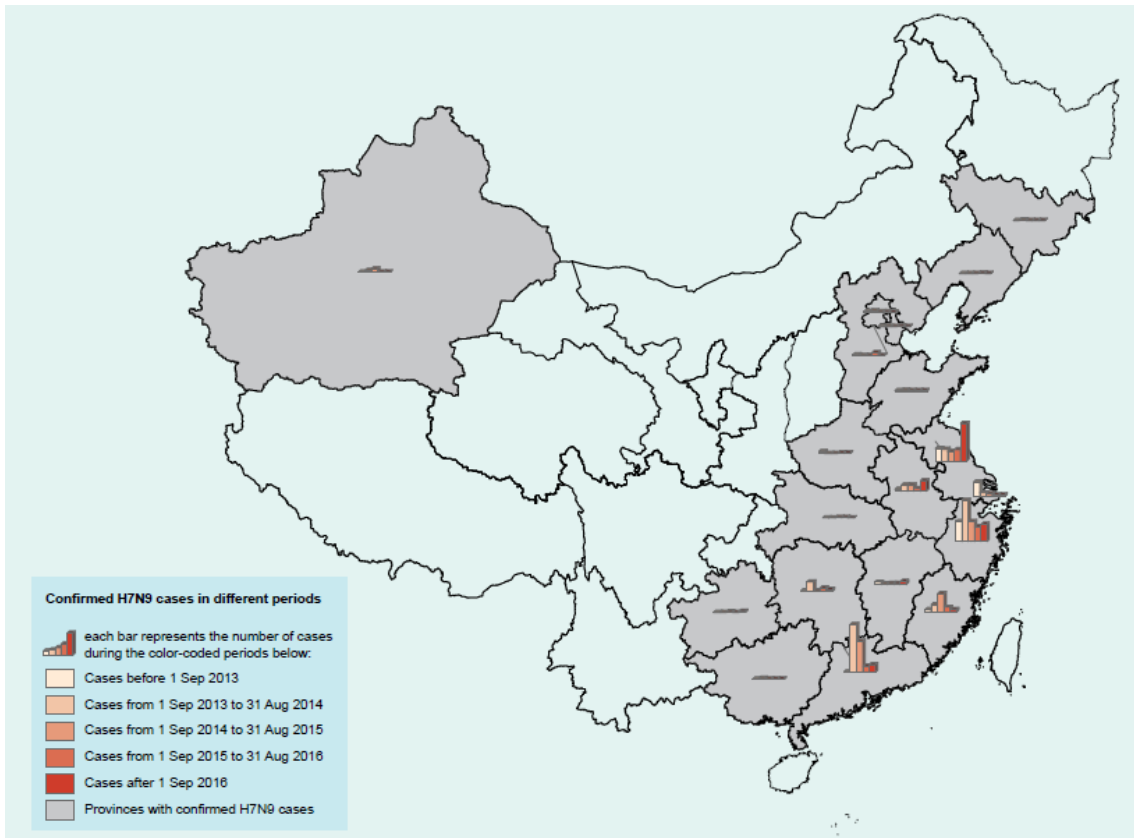 Confirmed H7N9 cases in different periods
each bar represents the number of cases
during the color-coded periods below:
Cases before 1 Sep 2013
Cases from 1 Sep 2013 to 31 Aug 2014
Cases from 1 Sep 2014 to 31 Aug 2015
Cases from 1 Sep 2015 to 31 Aug 2016
Cases after 1 Sep 2016
Provinces with confirmed H7N9 cases